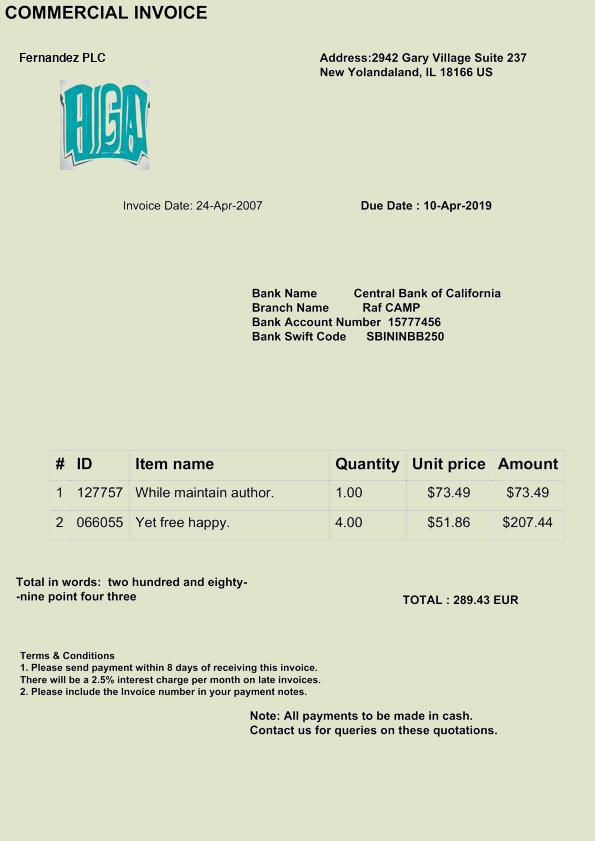 COMMERCIAL INVOICE
Fernandez PLC
Address:2942 Gary Village Suite 237
New Yolandaland, IL 18166 US
AGA
Invoice Date: 24-Apr-2007
Due Date : 10-Apr-2019
Bank Name Central Bank of California
Branch Name Raf CAMP
Bank Account Number 15777456
Bank Swift Code SBININBB250
# ID Item name Quantity Unit price Amount
1 127757 While maintain author. 1.00 $73.49 $73.49
2 066055 Yet free happy. 4.00 $51.86 $207.44
Total in words: two hundred and eighty-
-nine point four three
TOTAL : 289.43 EUR
Terms & Conditions
1. Please send payment within 8 days of receiving this invoice.
There will be a 2.5% interest charge per month on late invoices.
2. Please include the Invoice number in your payment notes.
Note: All payments to be made in cash.
Contact us for queries on these quotations.